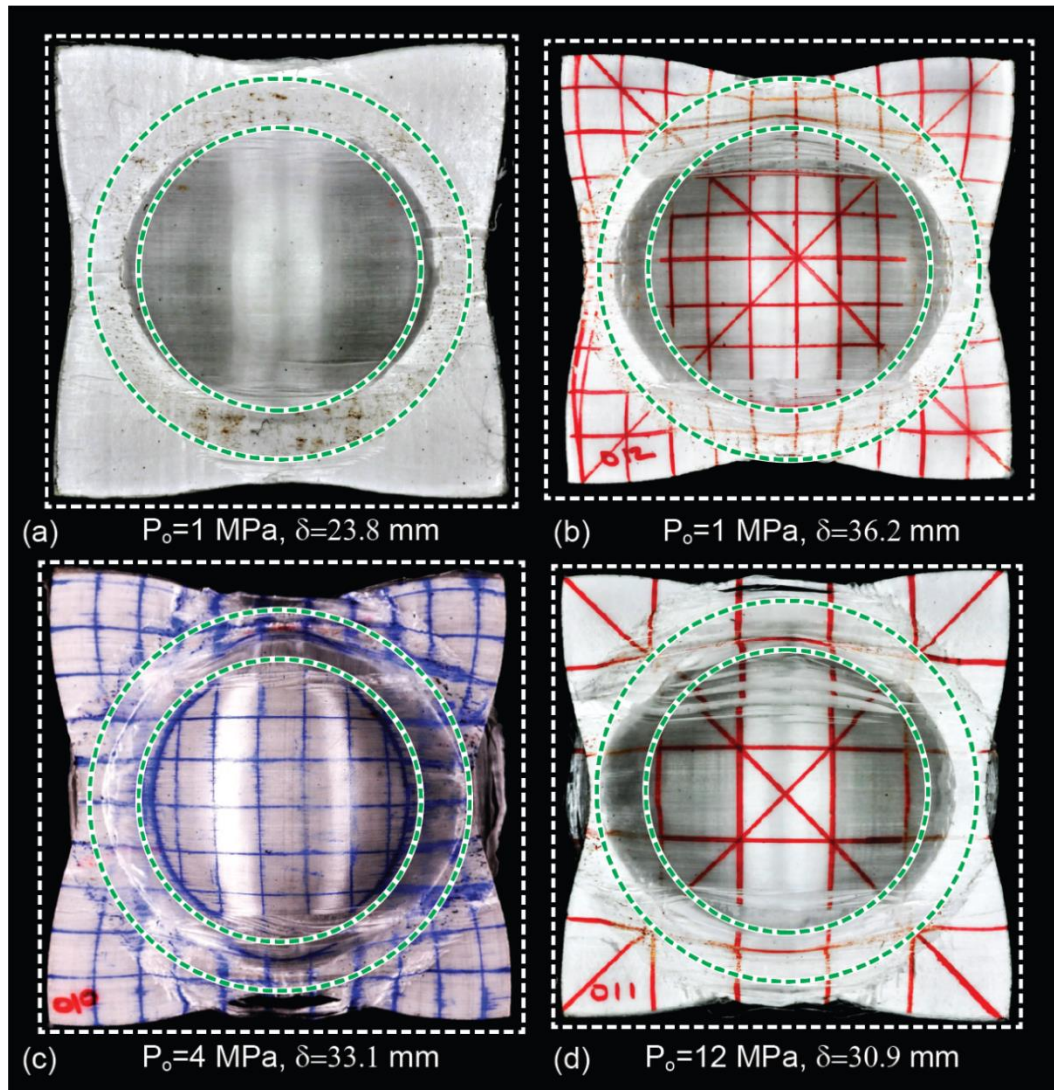 012
(a) Pₒ=1 MPa, δ=23.8 mm
(b) Pₒ=1 MPa, δ=36.2 mm
010
011
(c) Pₒ=4 MPa, δ=33.1 mm
(d) Pₒ=12 MPa, δ=30.9 mm